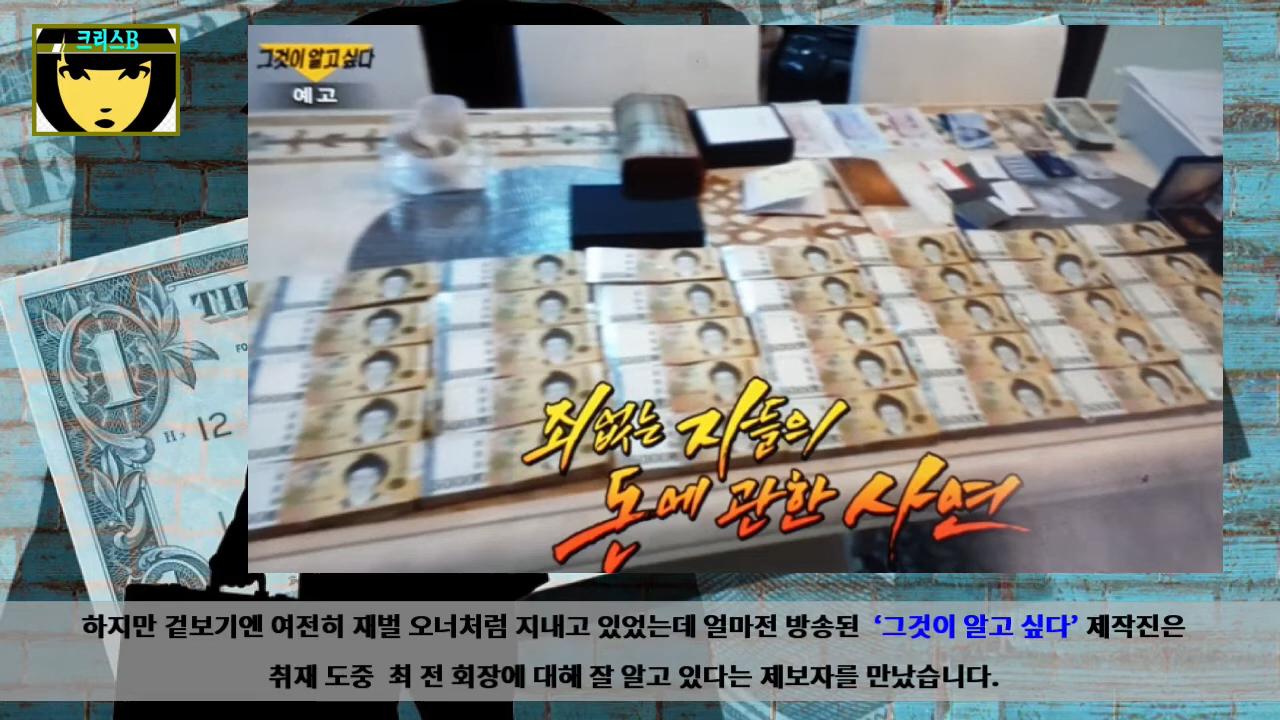 크리스B
그것이 알고 싶다
예고
죄없는 자들의
돈에 관한 사연
1
TH
FO
H 12
하지만 겉보기엔 여전히 재벌 오너처럼 지내고 있었는데 얼마전 방송된 ‘그것이 알고 싶다’ 제작진은
취재 도중 최 전 회장에 대해 잘 알고 있다는 제보자를 만났습니다.